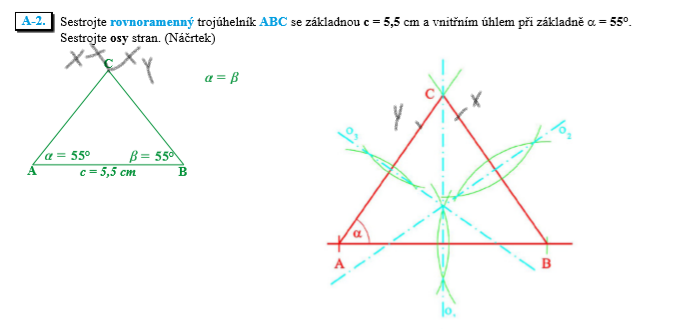 A-2. Sestrojte rovnoramenný trojúhelník ABC se základnou c = 5,5 cm a vnitřním úhlem při základně α = 55°.
Sestrojte osy stran. (Náčrtek)
X X X Y
C
α = β
α = 55° β = 55°
A c = 5,5 cm B
C
Y X
o₃ o₂
α
A B
o₁